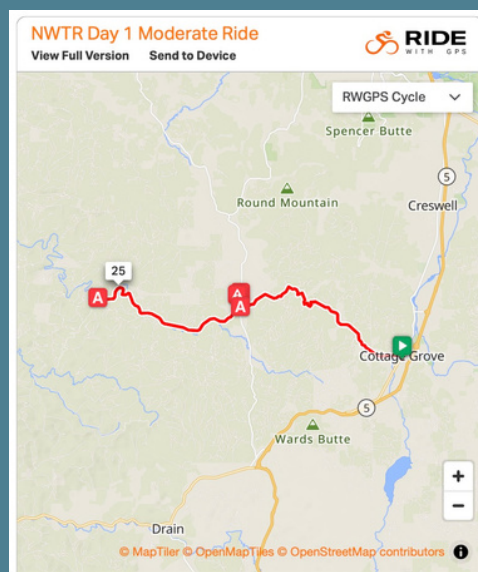 NWTR Day 1 Moderate Ride
View Full Version Send to Device
RIDE
WITH GPS
RWGPS Cycle
Spencer Butte
5
Creswell
Round Mountain
25
A
A
Cottage Grove
5
Wards Butte
+
−
Drain
© MapTiler © OpenMapTiles © OpenStreetMap contributors